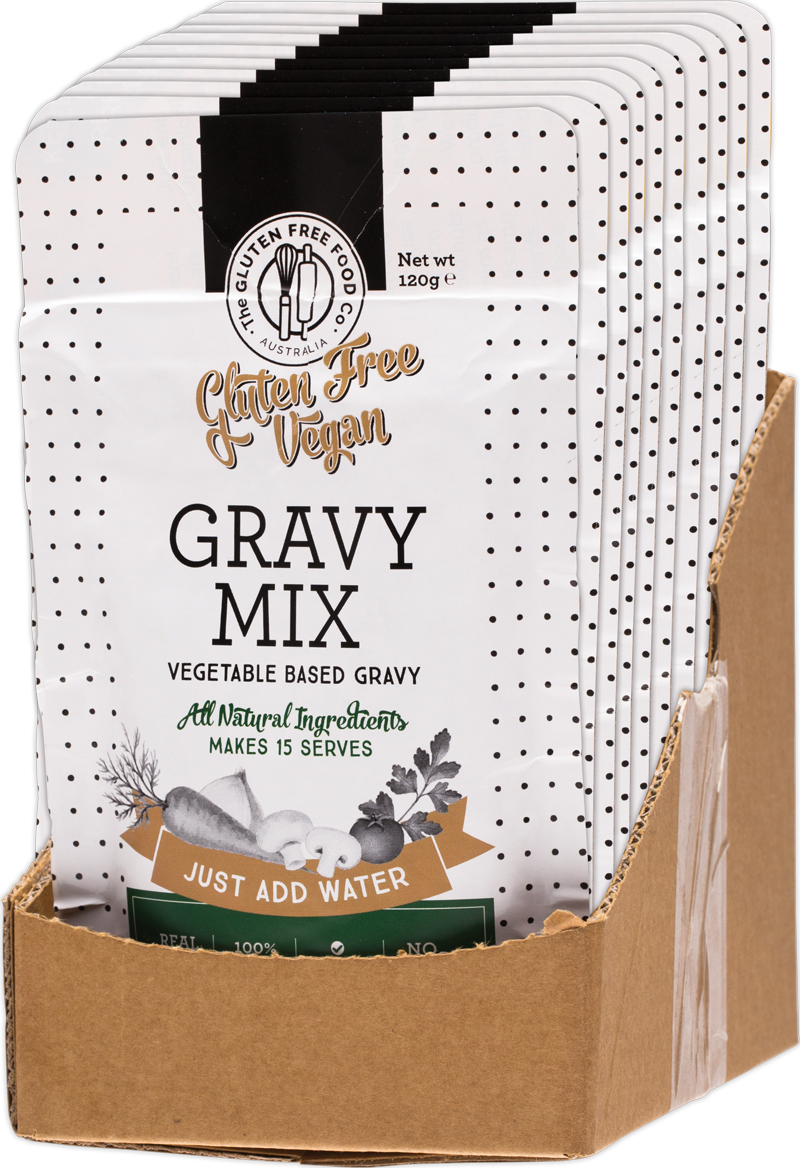 The GLUTEN FREE FOOD Co.
AUSTRALIA
Net wt
120g ℮
Gluten Free
Vegan
GRAVY
MIX
VEGETABLE BASED GRAVY
All Natural Ingredients
MAKES 15 SERVES
JUST ADD WATER
REAL 100% NO